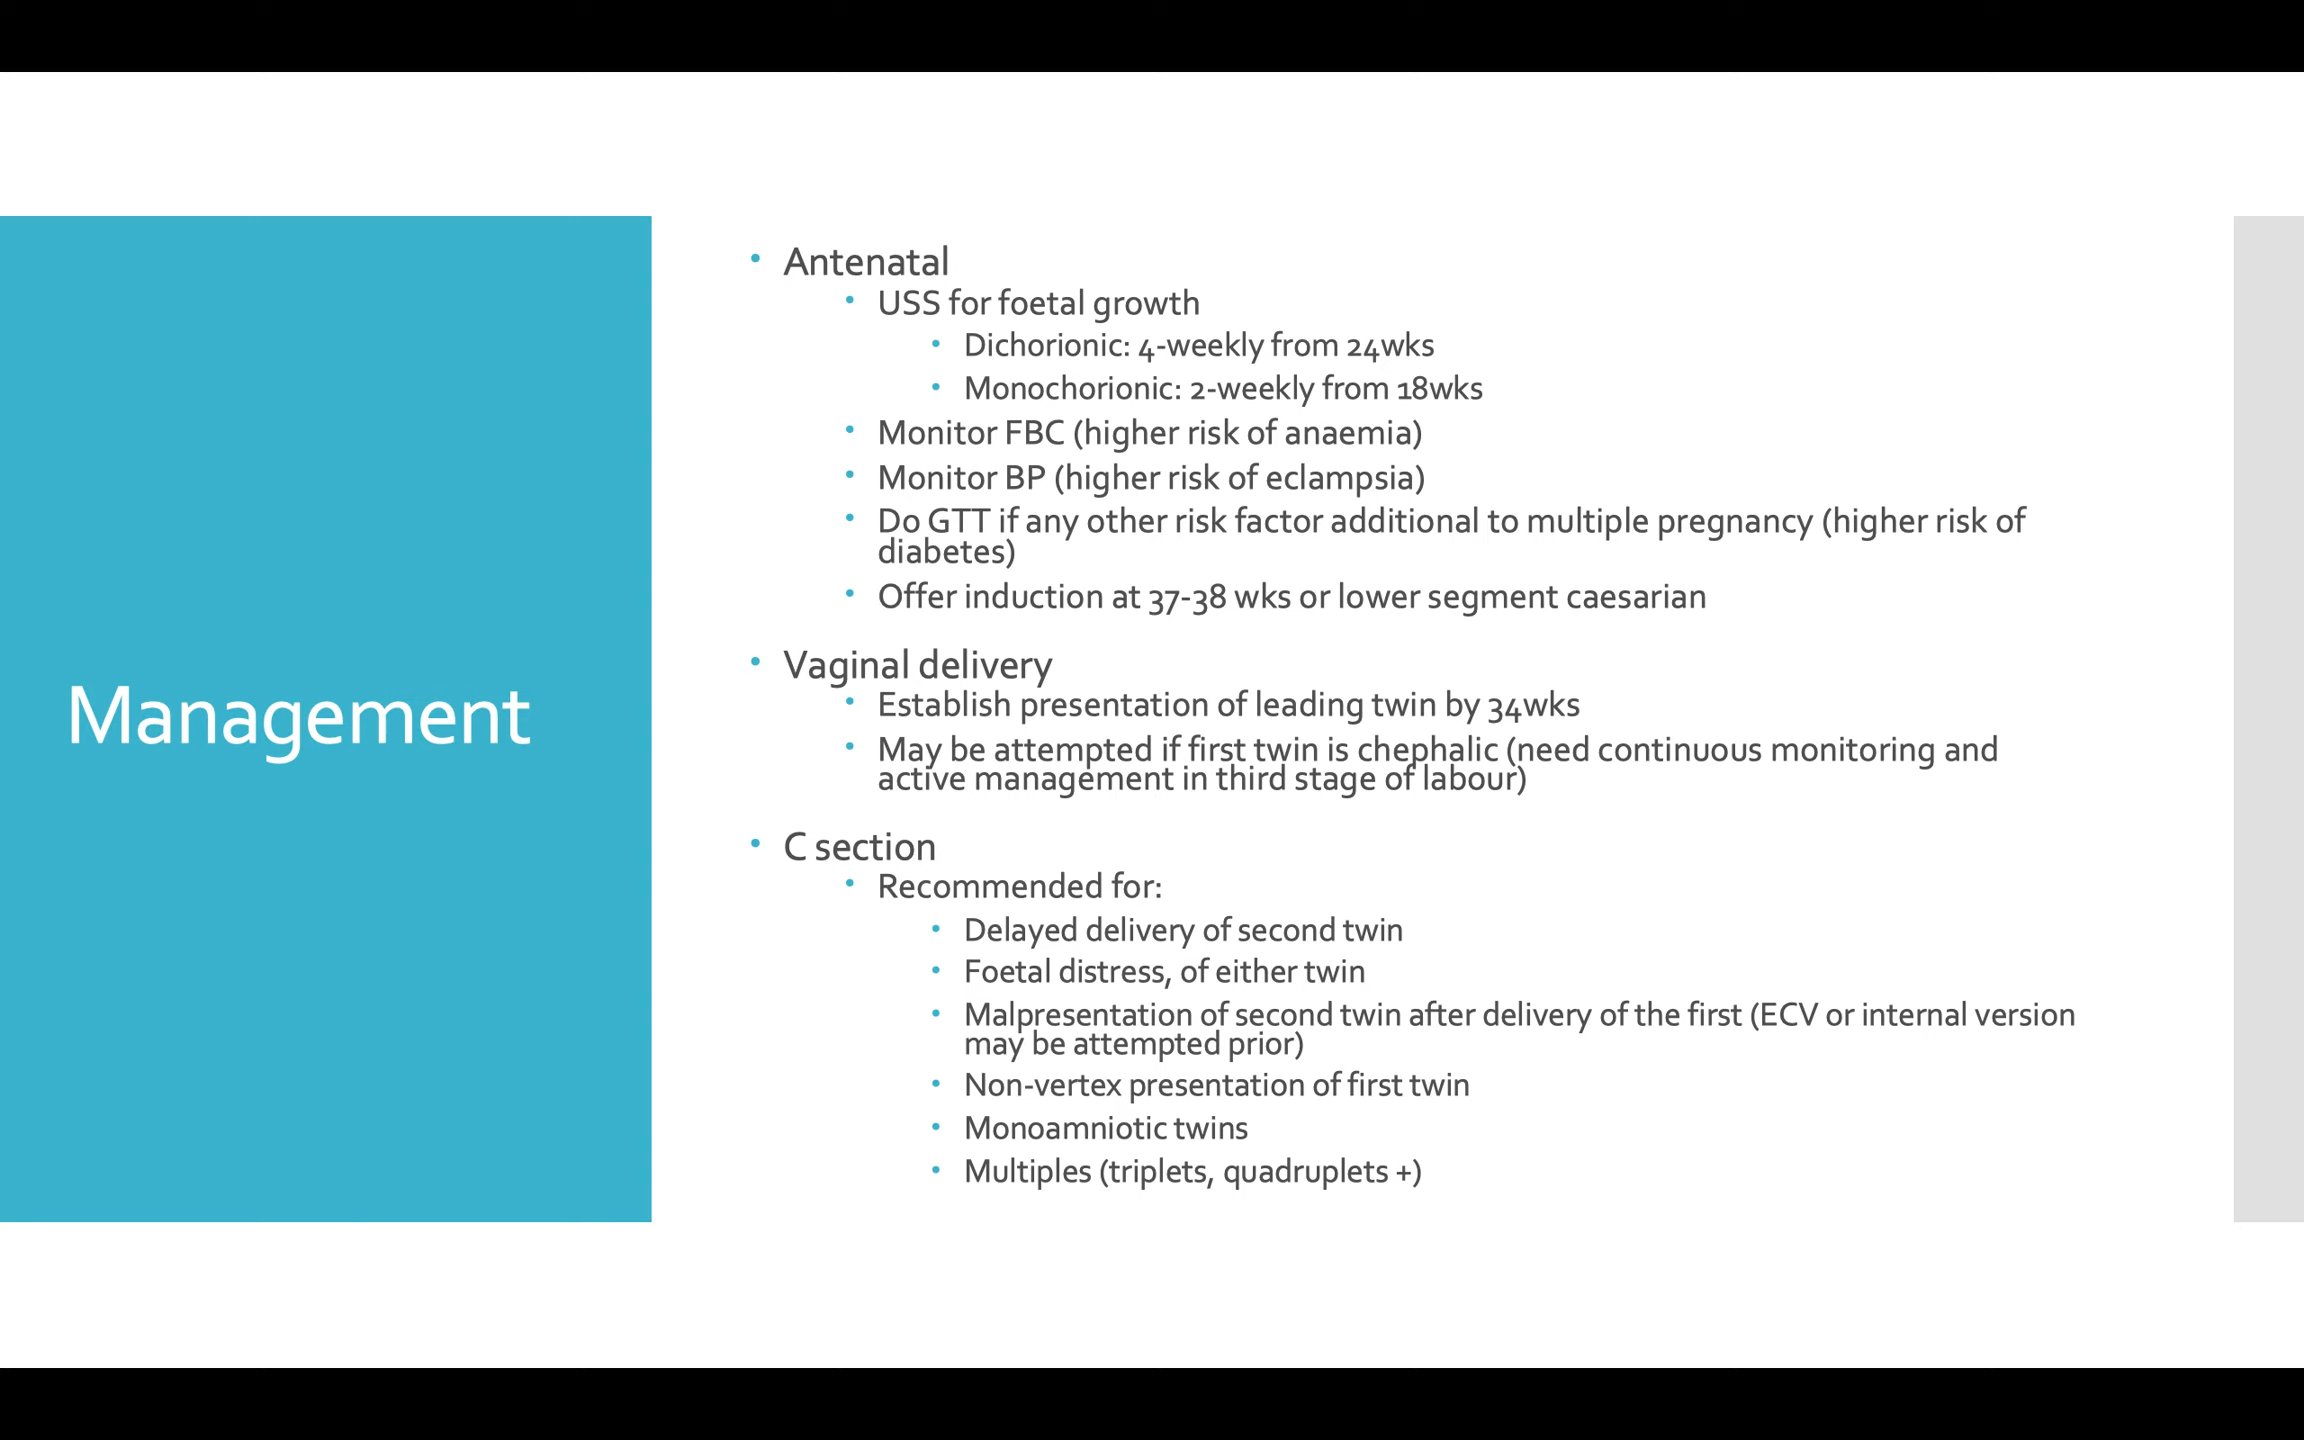 Management
Antenatal
USS for foetal growth
Dichorionic: 4-weekly from 24wks
Monochorionic: 2-weekly from 18wks
Monitor FBC (higher risk of anaemia)
Monitor BP (higher risk of eclampsia)
Do GTT if any other risk factor additional to multiple pregnancy (higher risk of
diabetes)
Offer induction at 37-38 wks or lower segment caesarian
Vaginal delivery
Establish presentation of leading twin by 34wks
May be attempted if first twin is chephalic (need continuous monitoring and
active management in third stage of labour)
C section
Recommended for:
Delayed delivery of second twin
Foetal distress, of either twin
Malpresentation of second twin after delivery of the first (ECV or internal version
may be attempted prior)
Non-vertex presentation of first twin
Monoamniotic twins
Multiples (triplets, quadruplets +)